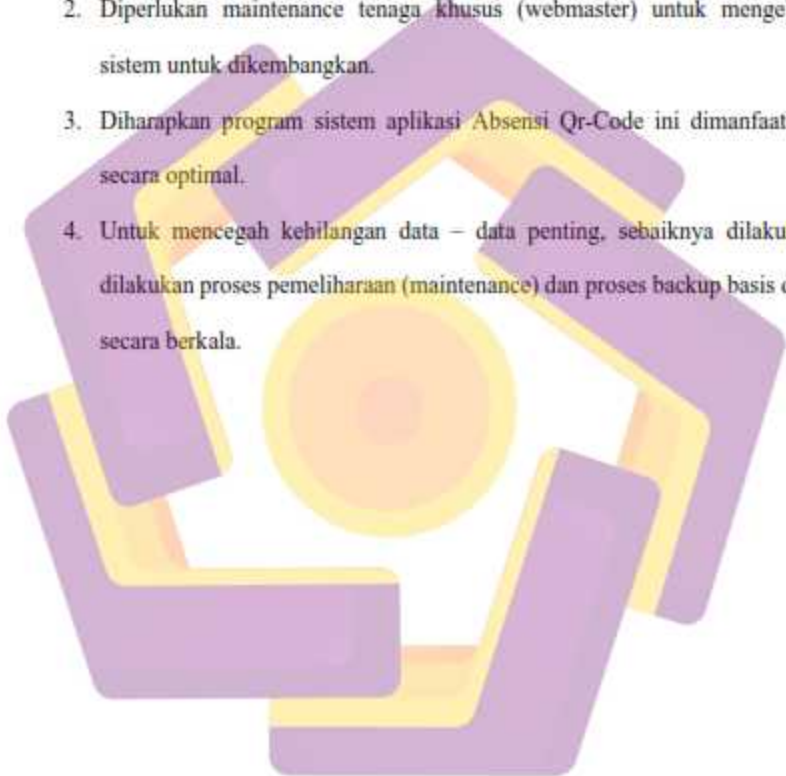 2. Diperlukan maintenance tenaga khusus (webmaster) untuk menge
sistem untuk dikembangkan.
3. Diharapkan program sistem aplikasi Absensi Qr-Code ini dimanfaat
secara optimal.
4. Untuk mencegah kehilangan data – data penting, sebaiknya dilaku
dilakukan proses pemeliharaan (maintenance) dan proses backup basis
secara berkala.